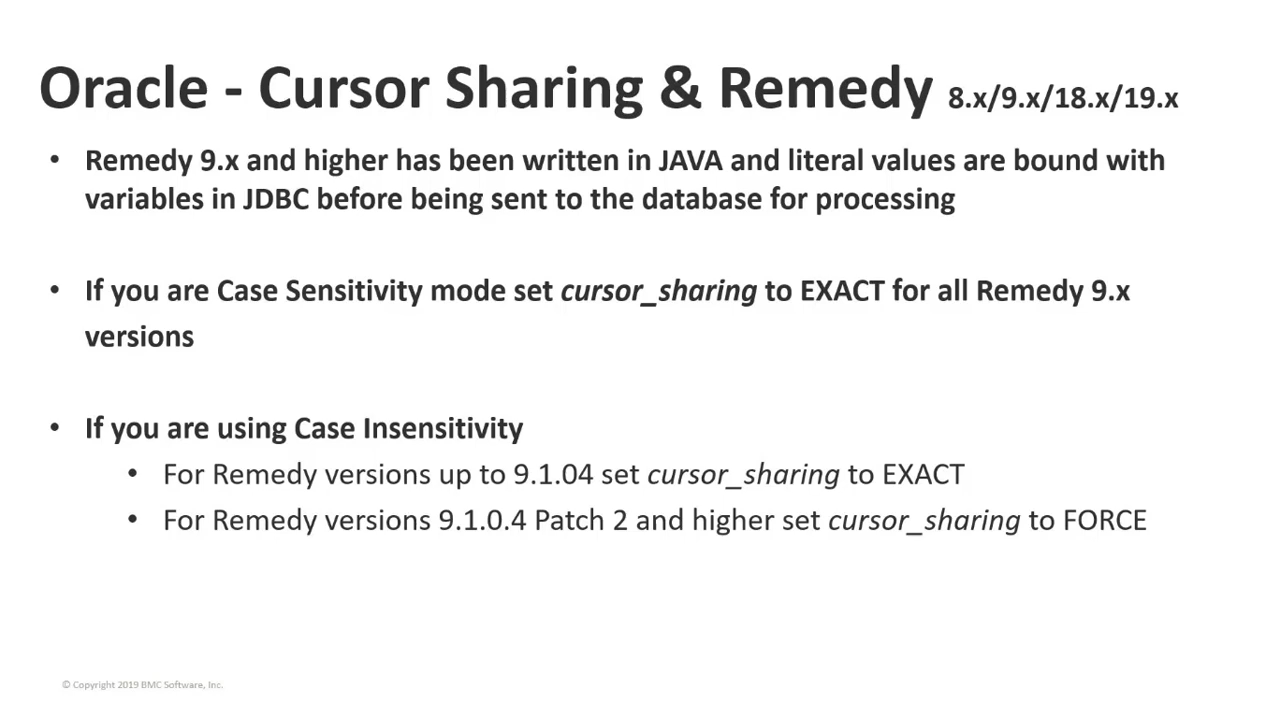 Oracle - Cursor Sharing & Remedy 8.x/9.x/18.x/19.x
• Remedy 9.x and higher has been written in JAVA and literal values are bound with
variables in JDBC before being sent to the database for processing
• If you are Case Sensitivity mode set cursor_sharing to EXACT for all Remedy 9.x
versions
• If you are using Case Insensitivity
• For Remedy versions up to 9.1.04 set cursor_sharing to EXACT
• For Remedy versions 9.1.0.4 Patch 2 and higher set cursor_sharing to FORCE
© Copyright 2019 BMC Software, Inc.